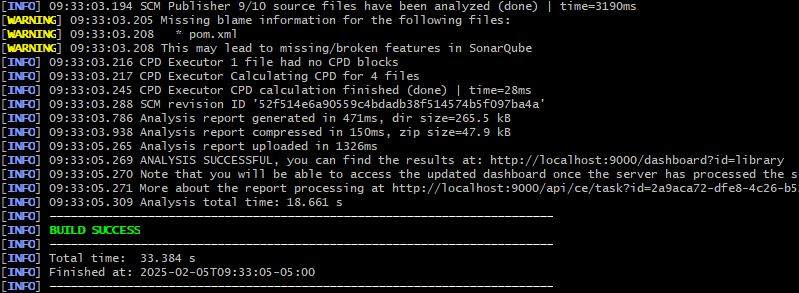 [INFO] 09:33:03.194 SCM Publisher 9/10 source files have been analyzed (done) | time=3190ms
[WARNING] 09:33:03.205 Missing blame information for the following files:
[WARNING] 09:33:03.208   * pom.xml
[WARNING] 09:33:03.208 This may lead to missing/broken features in SonarQube
[INFO] 09:33:03.216 CPD Executor 1 file had no CPD blocks
[INFO] 09:33:03.217 CPD Executor Calculating CPD for 4 files
[INFO] 09:33:03.245 CPD Executor CPD calculation finished (done) | time=28ms
[INFO] 09:33:03.288 SCM revision ID '52f514e6a90559c4bdadb38f514574b5f097ba4a'
[INFO] 09:33:03.786 Analysis report generated in 471ms, dir size=265.5 kB
[INFO] 09:33:03.938 Analysis report compressed in 150ms, zip size=47.9 kB
[INFO] 09:33:05.265 Analysis report uploaded in 1326ms
[INFO] 09:33:05.269 ANALYSIS SUCCESSFUL, you can find the results at: http://localhost:9000/dashboard?id=library
[INFO] 09:33:05.270 Note that you will be able to access the updated dashboard once the server has processed the s
[INFO] 09:33:05.271 More about the report processing at http://localhost:9000/api/ce/task?id=2a9aca72-dfe8-4c26-b5
[INFO] 09:33:05.309 Analysis total time: 18.661 s
[INFO] ------------------------------------------------------------------------
[INFO] BUILD SUCCESS
[INFO] ------------------------------------------------------------------------
[INFO] Total time:  33.384 s
[INFO] Finished at: 2025-02-05T09:33:05-05:00
[INFO] ------------------------------------------------------------------------